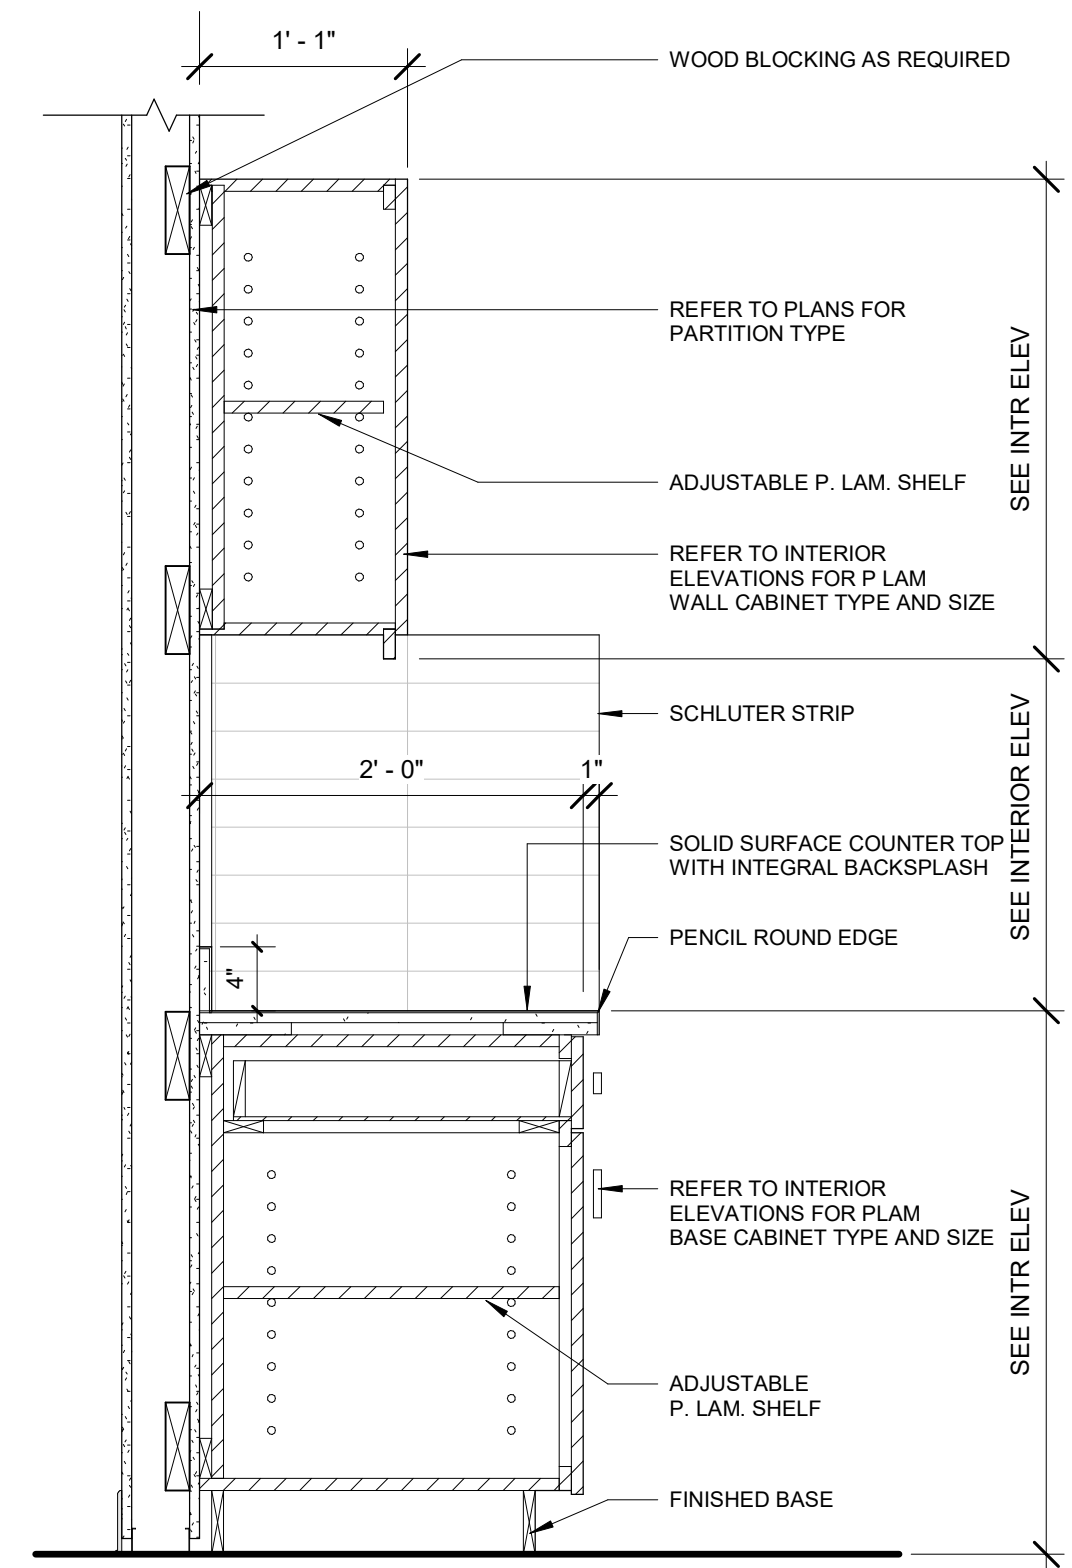 1' - 1"
WOOD BLOCKING AS REQUIRED
REFER TO PLANS FOR
PARTITION TYPE
SEE INTR ELEV
ADJUSTABLE P. LAM. SHELF
REFER TO INTERIOR
ELEVATIONS FOR P LAM
WALL CABINET TYPE AND SIZE
SCHLUTER STRIP
2' - 0"
1"
SEE INTERIOR ELEV
SOLID SURFACE COUNTER TOP
WITH INTEGRAL BACKSPLASH
PENCIL ROUND EDGE
4"
REFER TO INTERIOR
ELEVATIONS FOR PLAM
BASE CABINET TYPE AND SIZE
SEE INTR ELEV
ADJUSTABLE
P. LAM. SHELF
FINISHED BASE